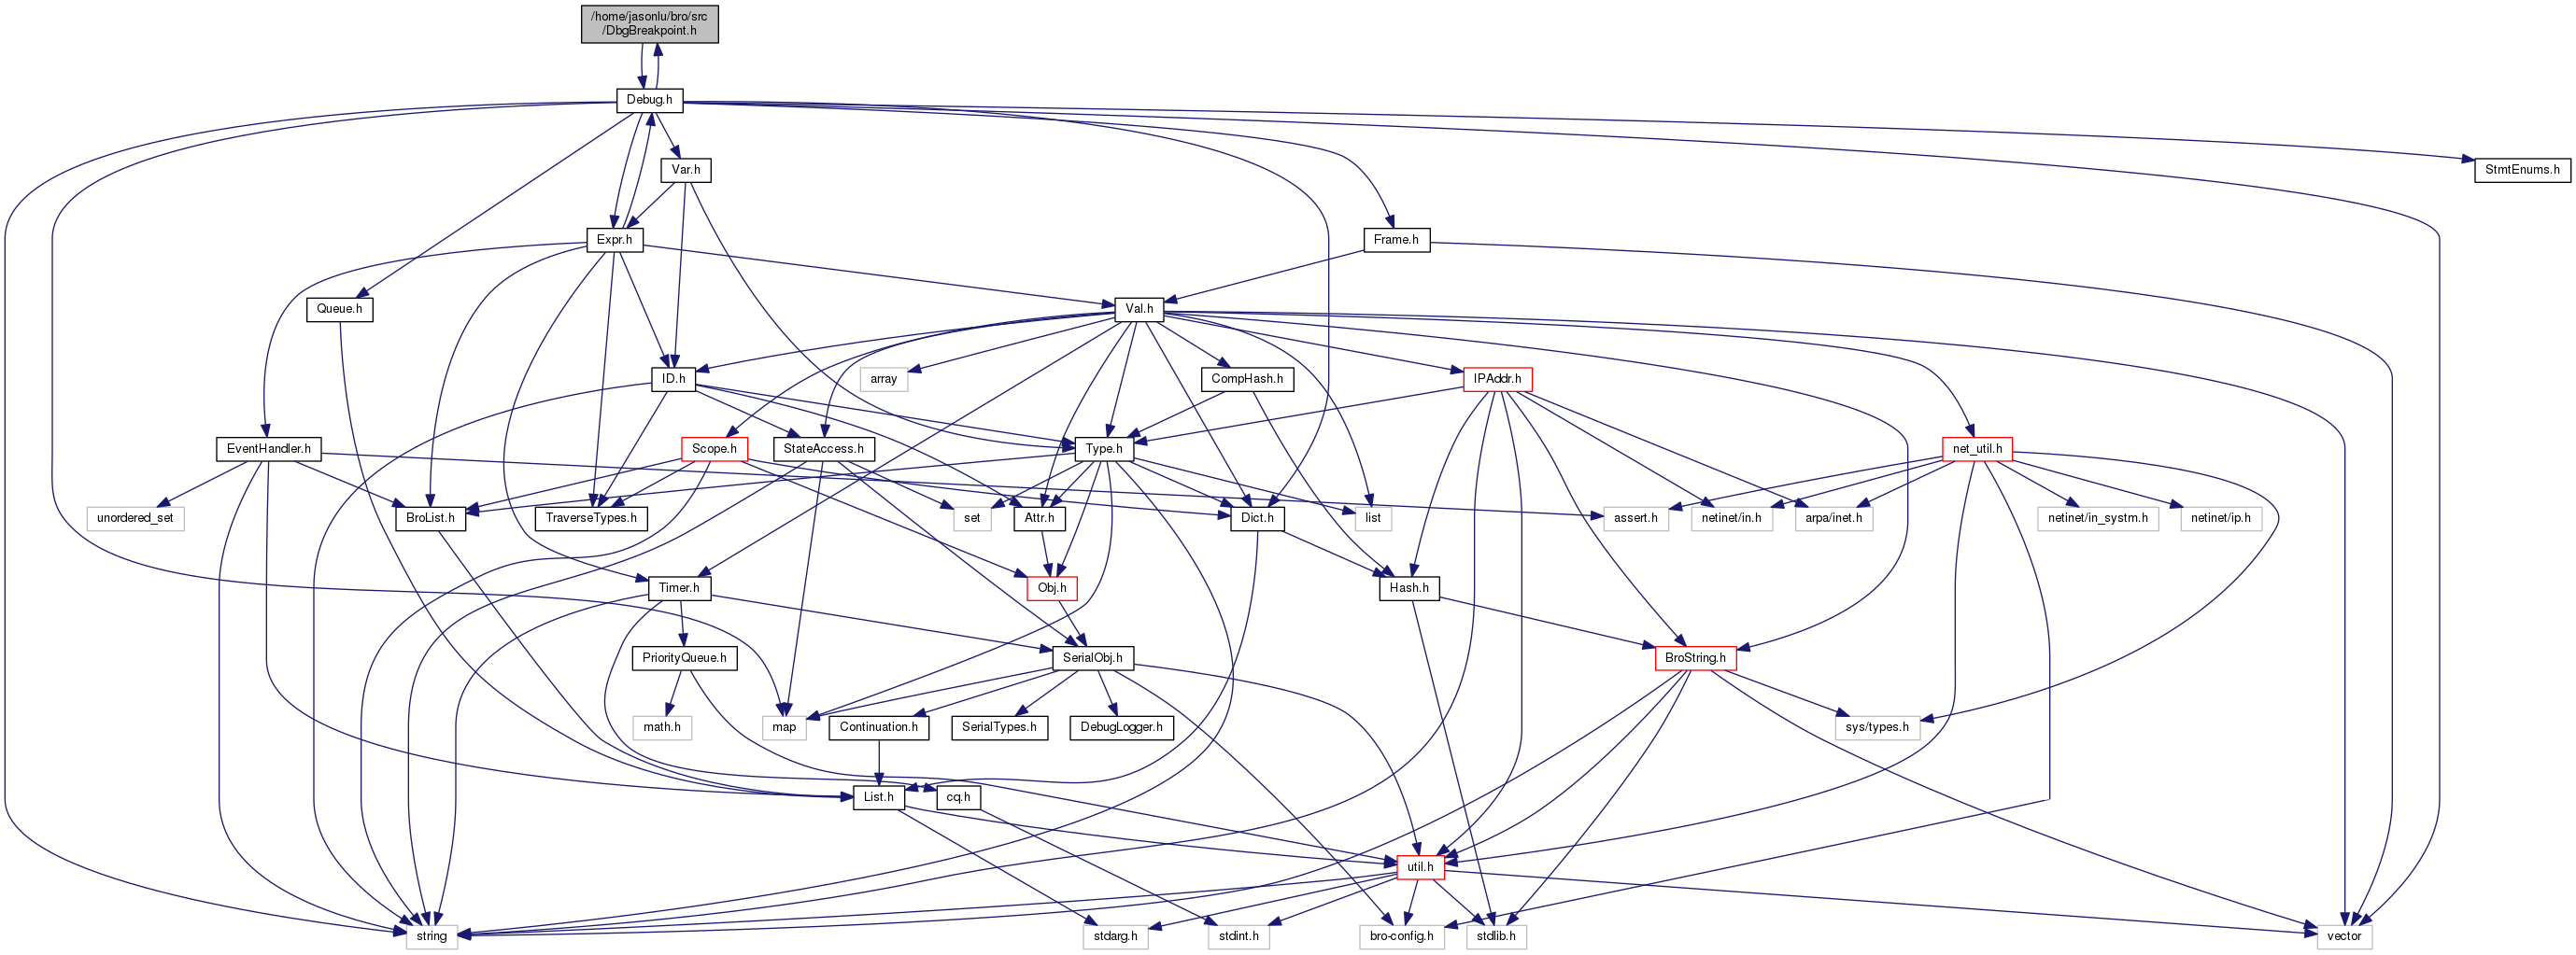 /home/jasonlu/bro/src
/DbgBreakpoint.h
Debug.h
Var.h
StmtEnums.h
Expr.h
Frame.h
Queue.h
Val.h
ID.h
array
CompHash.h
IPAddr.h
EventHandler.h
Scope.h
StateAccess.h
Type.h
net_util.h
unordered_set
BroList.h
TraverseTypes.h
set
Attr.h
Dict.h
list
assert.h
netinet/in.h
arpa/inet.h
netinet/in_systm.h
netinet/ip.h
Timer.h
Obj.h
Hash.h
PriorityQueue.h
SerialObj.h
BroString.h
math.h
map
Continuation.h
SerialTypes.h
DebugLogger.h
sys/types.h
List.h
cq.h
util.h
string
stdarg.h
stdint.h
bro-config.h
stdlib.h
vector